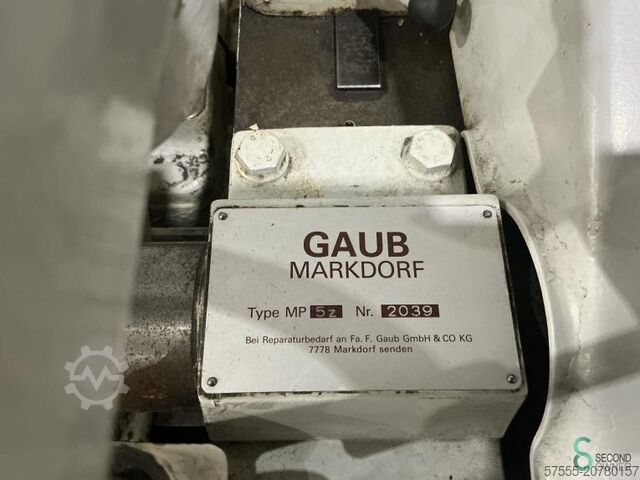 GAUB
MARKDORF
Type MP 5z Nr. 2039
Bei Reparaturbedarf an Fa. F. Gaub GmbH & CO KG
7778 Markdorf senden
SECOND
OWNER
57555-20780157